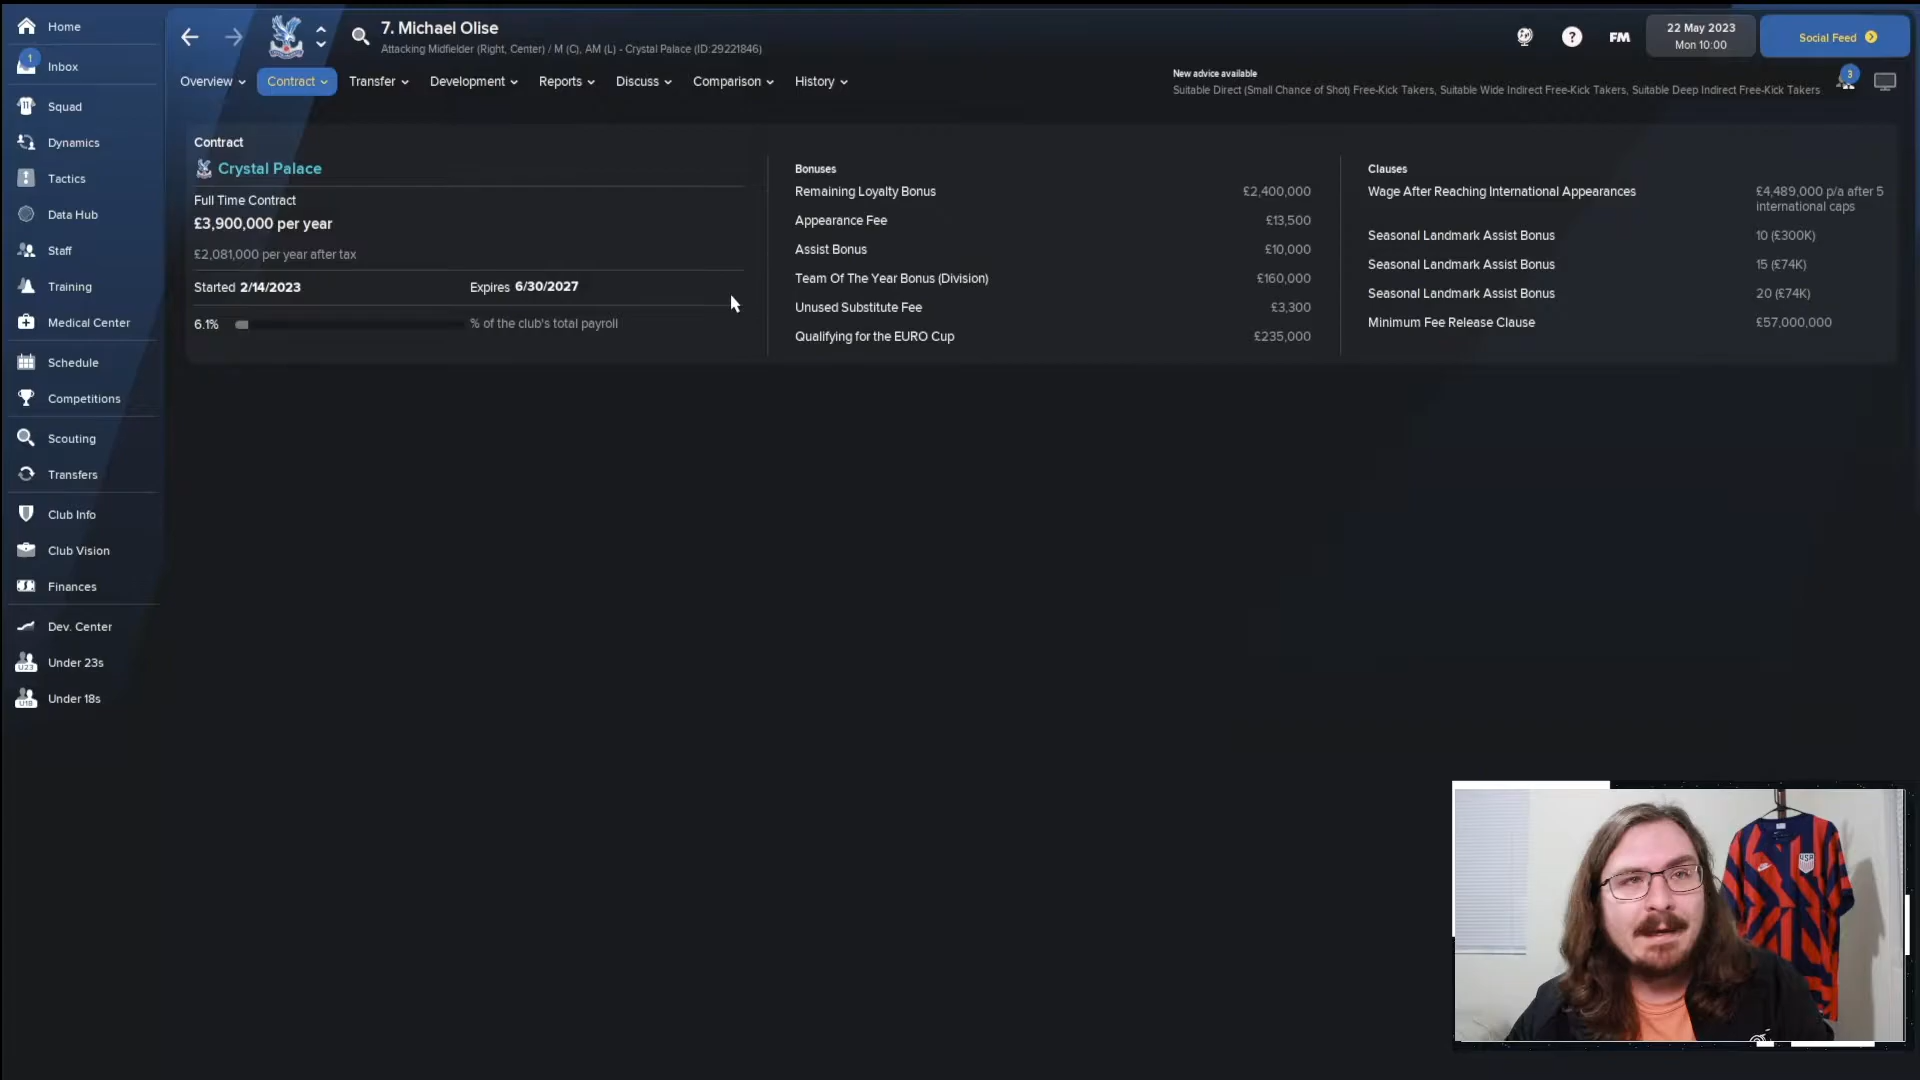 Home
1
Inbox
Squad
Dynamics
Tactics
Data Hub
Staff
Training
Medical Center
Schedule
Competitions
Scouting
Transfers
Club Info
Club Vision
Finances
Dev. Center
U23
Under 23s
U18
Under 18s
7. Michael Olise
Attacking Midfielder (Right, Center) / M (C), AM (L) - Crystal Palace (ID:29221846)
FM
22 May 2023
Mon 10:00
Social Feed
Overview
Contract
Transfer
Development
Reports
Discuss
Comparison
History
New advice available
Suitable Direct (Small Chance of Shot) Free-Kick Takers, Suitable Wide Indirect Free-Kick Takers, Suitable Deep Indirect Free-Kick Takers
3
Contract
Crystal Palace
Full Time Contract
£3,900,000 per year
£2,081,000 per year after tax
Started 2/14/2023 Expires 6/30/2027
6.1% % of the club's total payroll
Bonuses
Remaining Loyalty Bonus £2,400,000
Appearance Fee £13,500
Assist Bonus £10,000
Team Of The Year Bonus (Division) £160,000
Unused Substitute Fee £3,300
Qualifying for the EURO Cup £235,000
Clauses
Wage After Reaching International Appearances £4,489,000 p/a after 5
international caps
Seasonal Landmark Assist Bonus 10 (£300K)
Seasonal Landmark Assist Bonus 15 (£74K)
Seasonal Landmark Assist Bonus 20 (£74K)
Minimum Fee Release Clause £57,000,000
USA